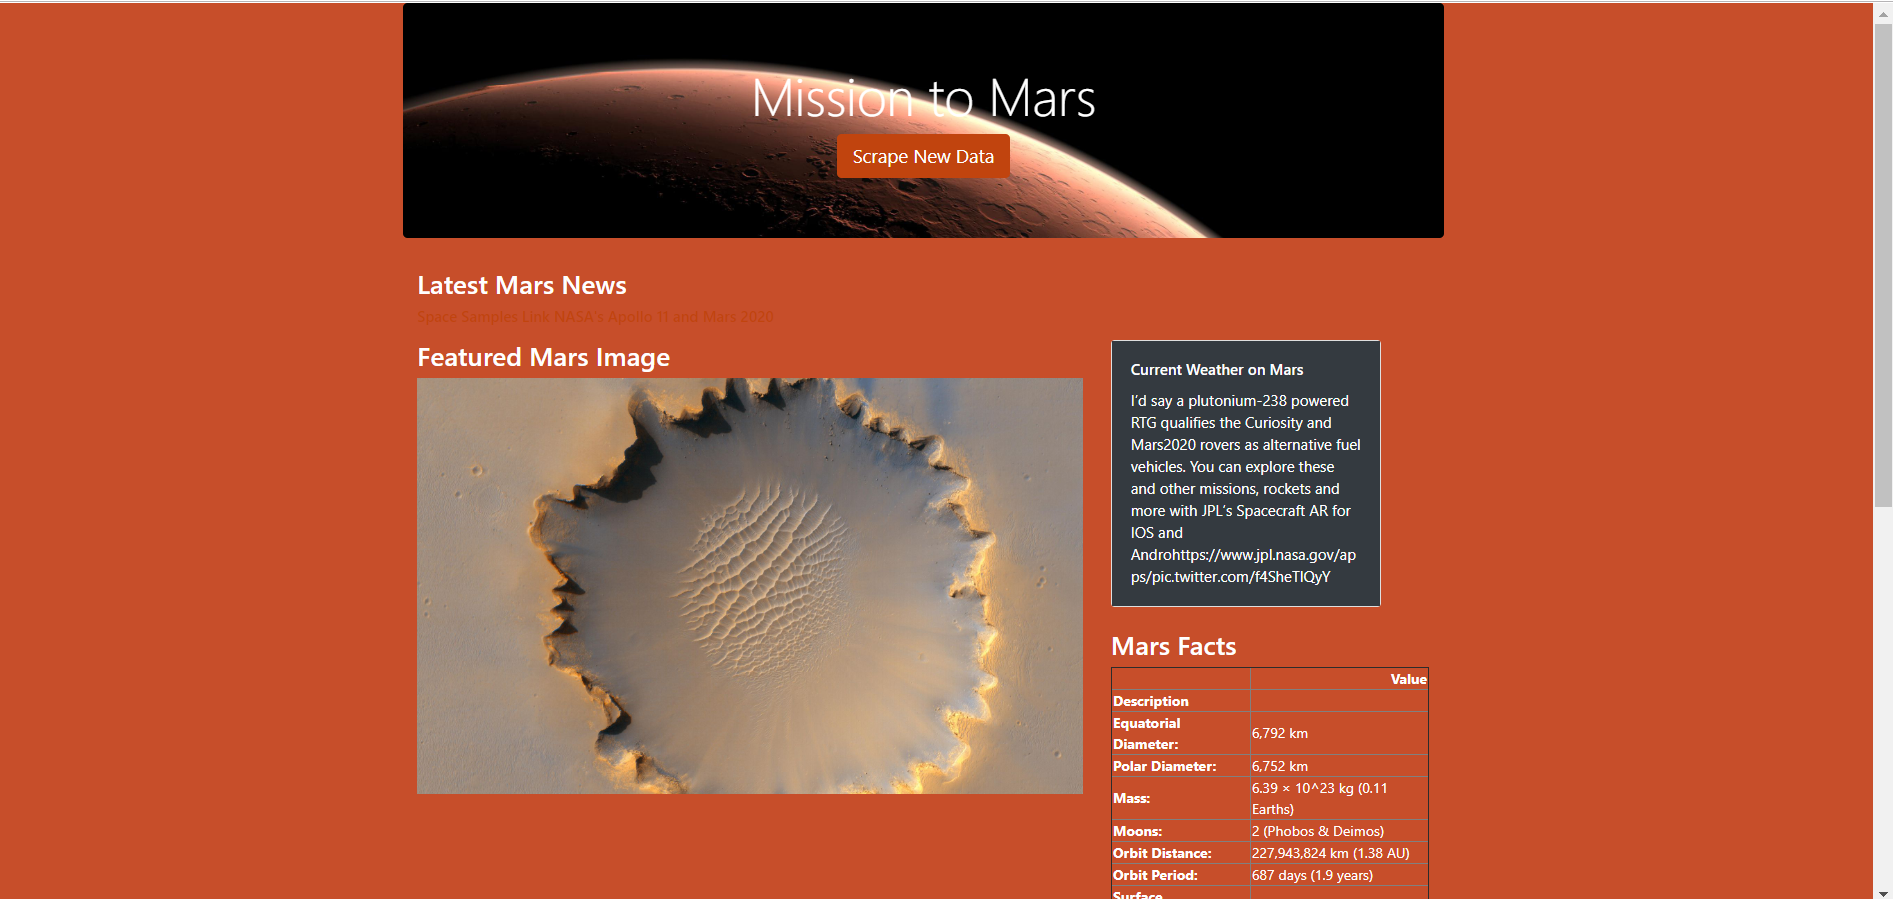 Mission to Mars
Scrape New Data
Latest Mars News
Space Samples Link NASA's Apollo 11 and Mars 2020
Featured Mars Image
Current Weather on Mars
I'd say a plutonium-238 powered
RTG qualifies the Curiosity and
Mars2020 rovers as alternative fuel
vehicles. You can explore these
and other missions, rockets and
more with JPL's Spacecraft AR for
IOS and
Androhttps://www.jpl.nasa.gov/ap
ps/pic.twitter.com/f4SheTlQyY
Mars Facts
Value
Description
Equatorial
Diameter:
6,792 km
Polar Diameter: 6,752 km
Mass:
6.39 × 10^23 kg (0.11
Earths)
Moons: 2 (Phobos & Deimos)
Orbit Distance: 227,943,824 km (1.38 AU)
Orbit Period: 687 days (1.9 years)
Surface